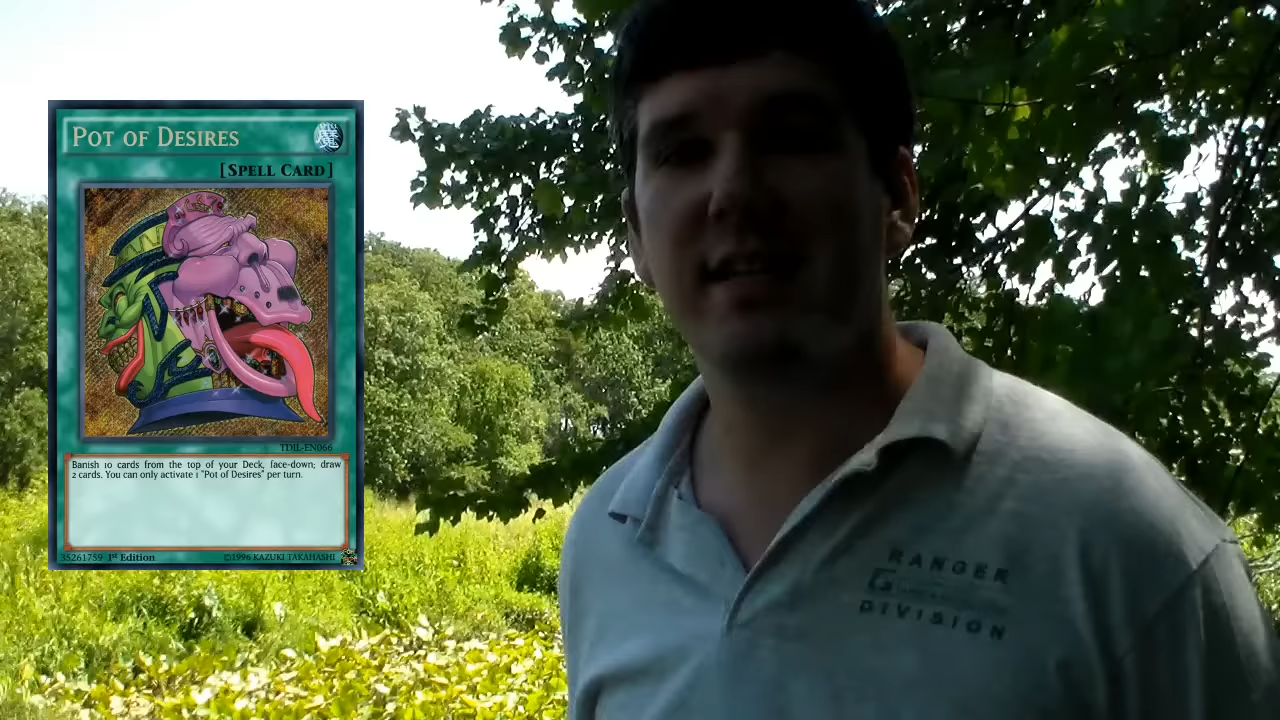 POT OF DESIRES
[SPELL CARD]
TDIL-EN066
Banish 10 cards from the top of your Deck, face-down; draw
2 cards. You can only activate 1 "Pot of Desires" per turn.
35261759 1st Edition
©1996 KAZUKI TAKAHASHI
RANGER
DIVISION